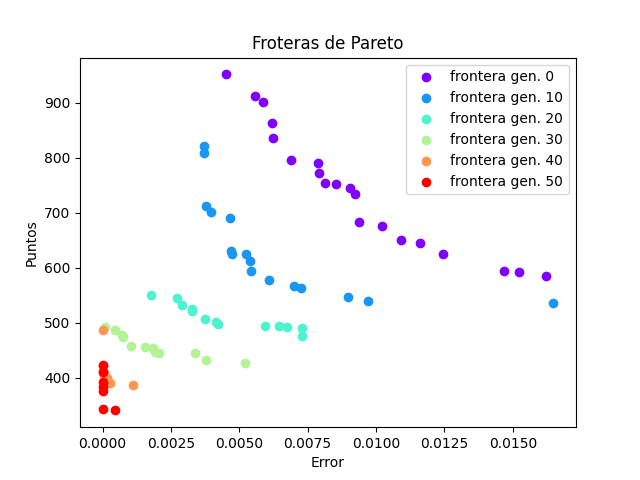 Froteras de Pareto
frontera gen. 0
frontera gen. 10
frontera gen. 20
frontera gen. 30
frontera gen. 40
frontera gen. 50
Puntos
900
800
700
600
500
400
0.0000 0.0025 0.0050 0.0075 0.0100 0.0125 0.0150
Error